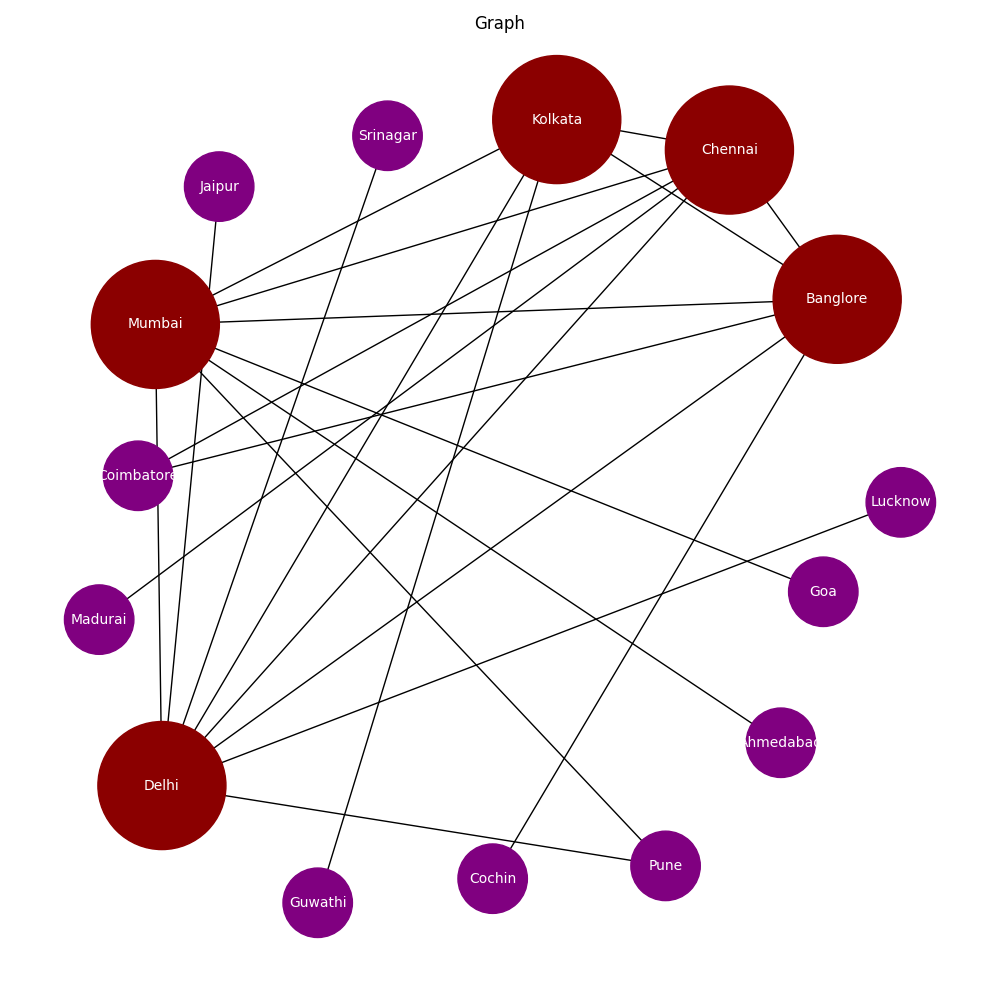 Graph
Kolkata
Srinagar
Chennai
Jaipur
Banglore
Mumbai
Coimbatore
Lucknow
Goa
Madurai
Ahmedabad
Delhi
Pune
Cochin
Guwathi